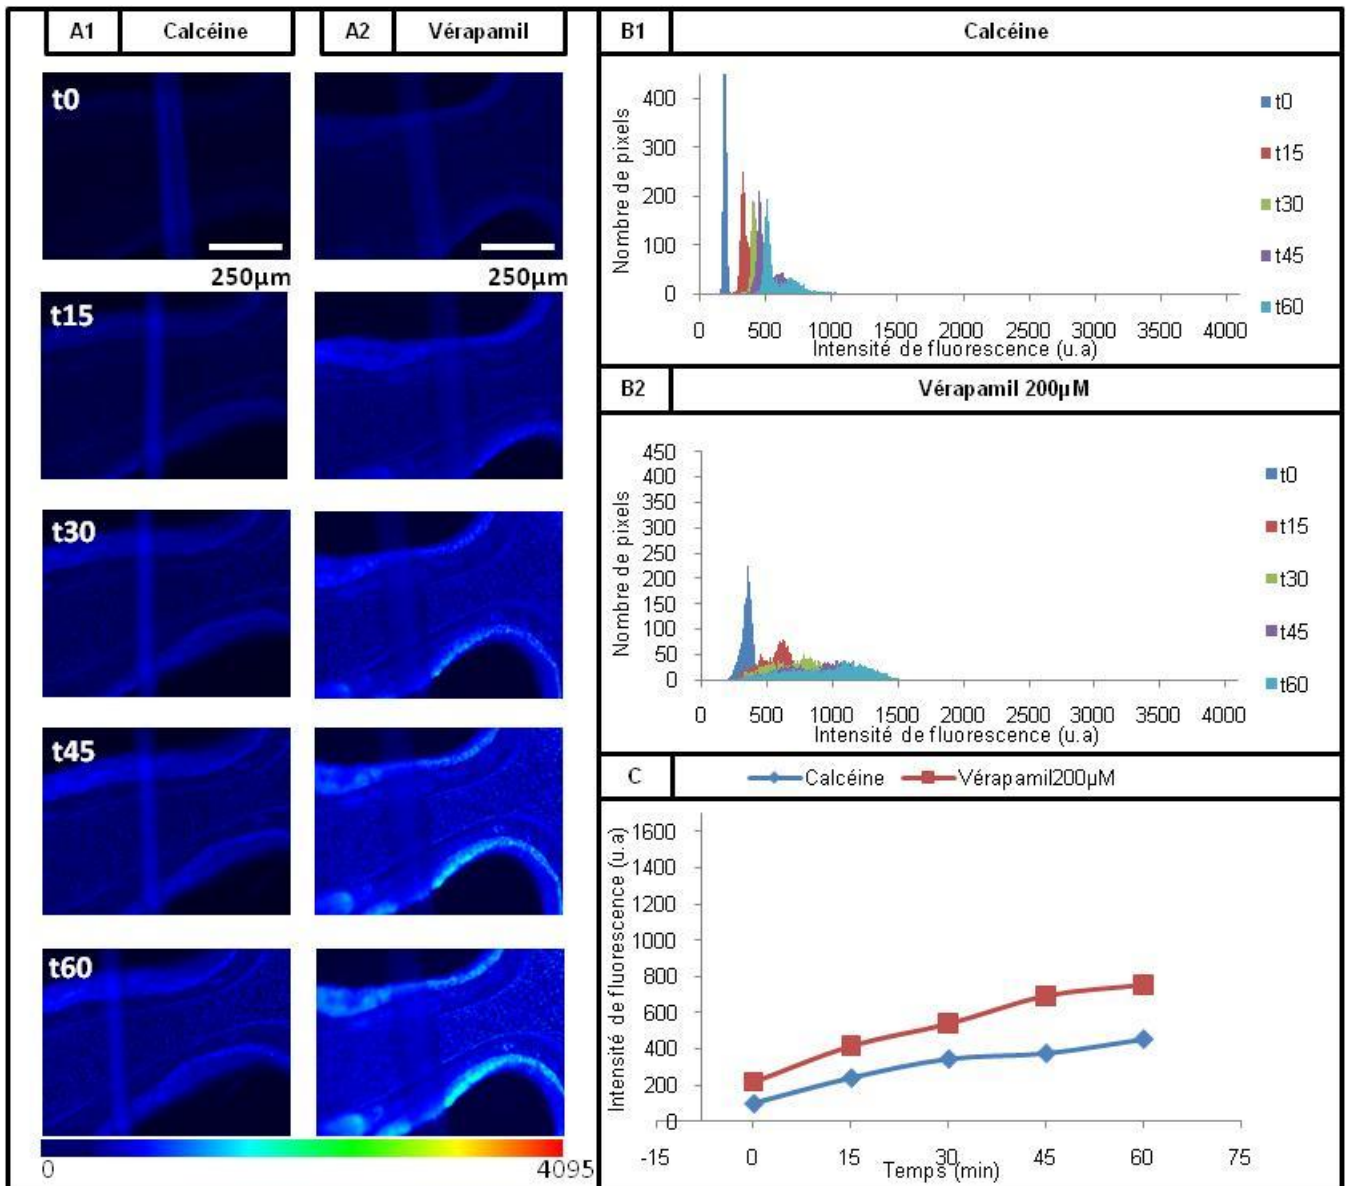 A1 Calcéine
A2 Vérapamil
t0
250µm
250µm
t15
t30
t45
t60
0 4095
B1 Calcéine
Nombre de pixels
400
300
200
100
0
0 500 1000 1500 2000 2500 3000 3500 4000
Intensité de fluorescence (u.a)
t0
t15
t30
t45
t60
B2 Vérapamil 200µM
Nombre de pixels
450
400
350
300
250
200
150
100
50
0
0 500 1000 1500 2000 2500 3000 3500 4000
Intensité de fluorescence (u.a)
t0
t15
t30
t45
t60
C Calcéine Vérapamil200µM
Intensité de fluorescence (u.a)
1600
1400
1200
1000
800
600
400
200
0
-15 0 15 30 45 60 75
Temps (min)